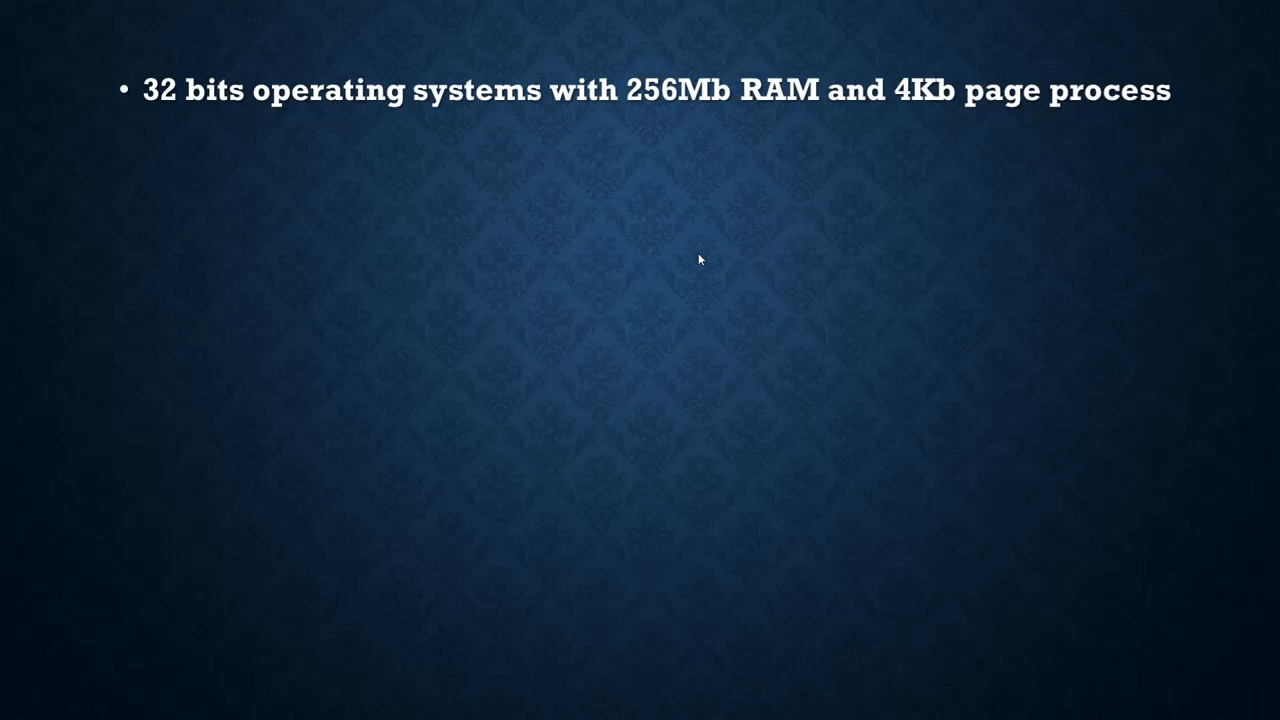 • 32 bits operating systems with 256Mb RAM and 4Kb page process